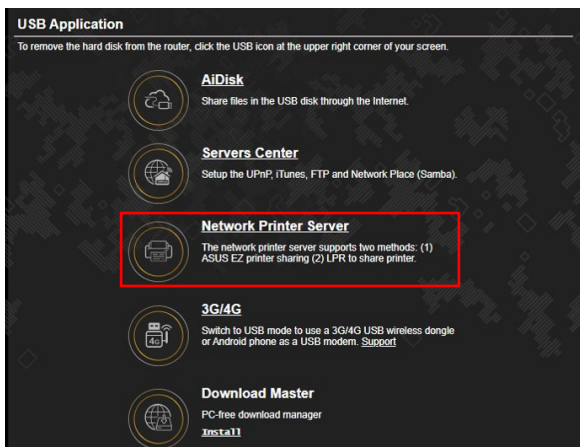 USB Application
To remove the hard disk from the router, click the USB icon at the upper right corner of your screen.
AiDisk
Share files in the USB disk through the Internet.
Servers Center
Setup the UPnP, iTunes, FTP and Network Place (Samba).
Network Printer Server
The network printer server supports two methods: (1)
ASUS EZ printer sharing (2) LPR to share printer.
3G/4G
Switch to USB mode to use a 3G/4G USB wireless dongle
or Android phone as a USB modem. Support
4G
Download Master
PC-free download manager
Install